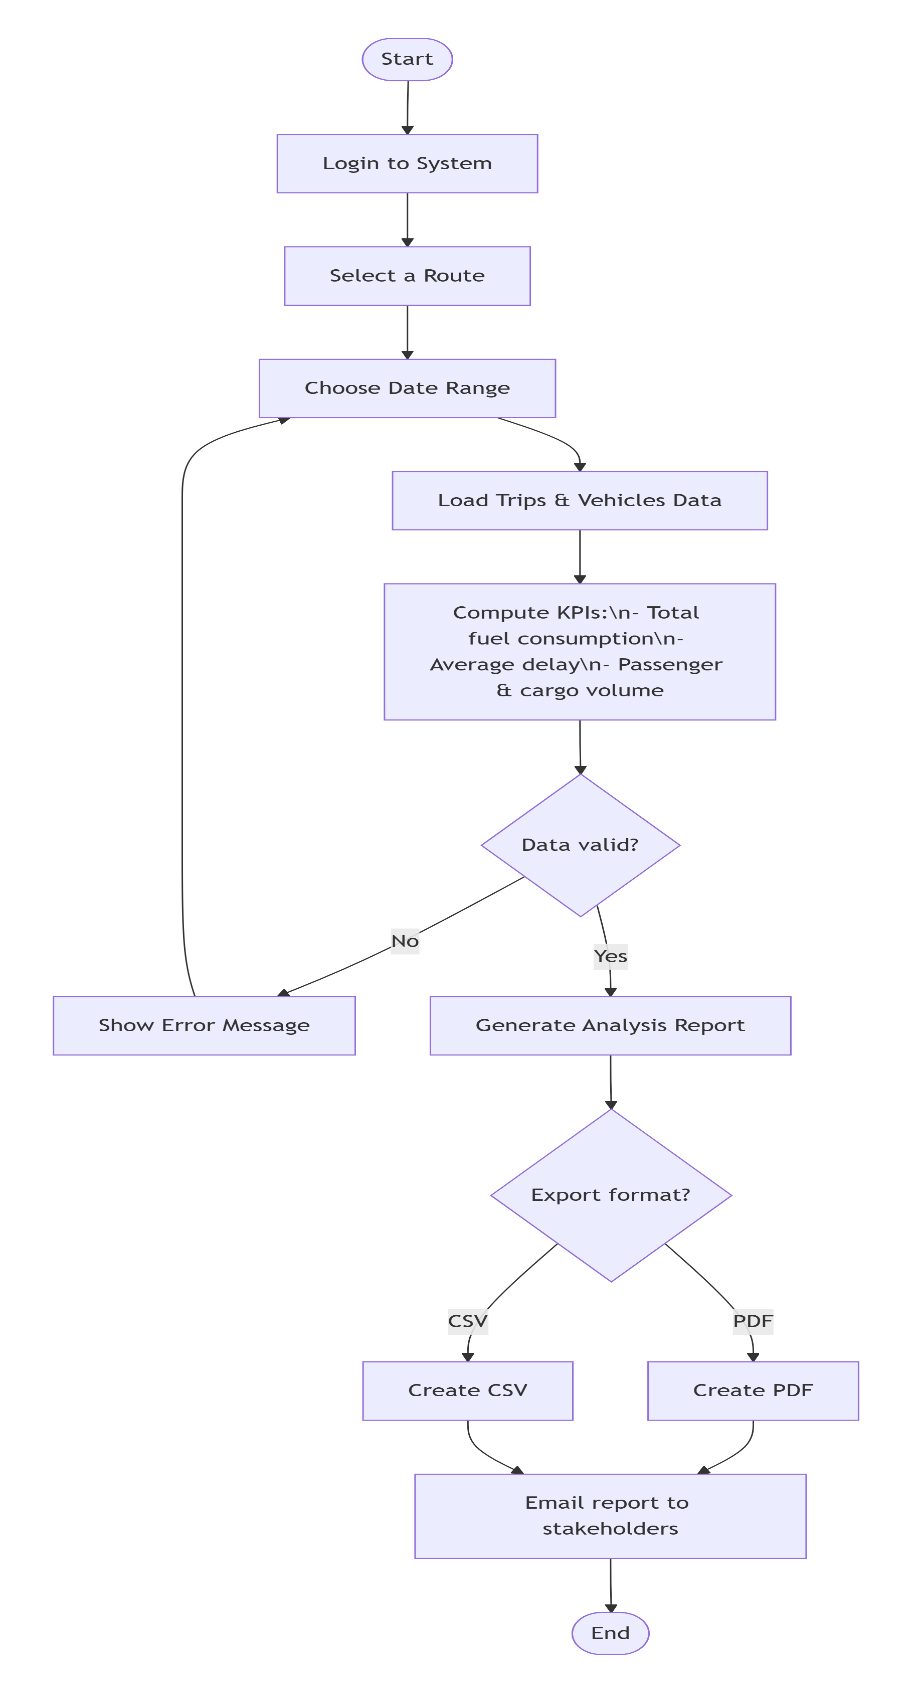 Start
Login to System
Select a Route
Choose Date Range
Load Trips & Vehicles Data
Compute KPIs:\n- Total
fuel consumption\n-
Average delay\n- Passenger
& cargo volume
Data valid?
No
Yes
Show Error Message
Generate Analysis Report
Export format?
CSV
PDF
Create CSV
Create PDF
Email report to
stakeholders
End